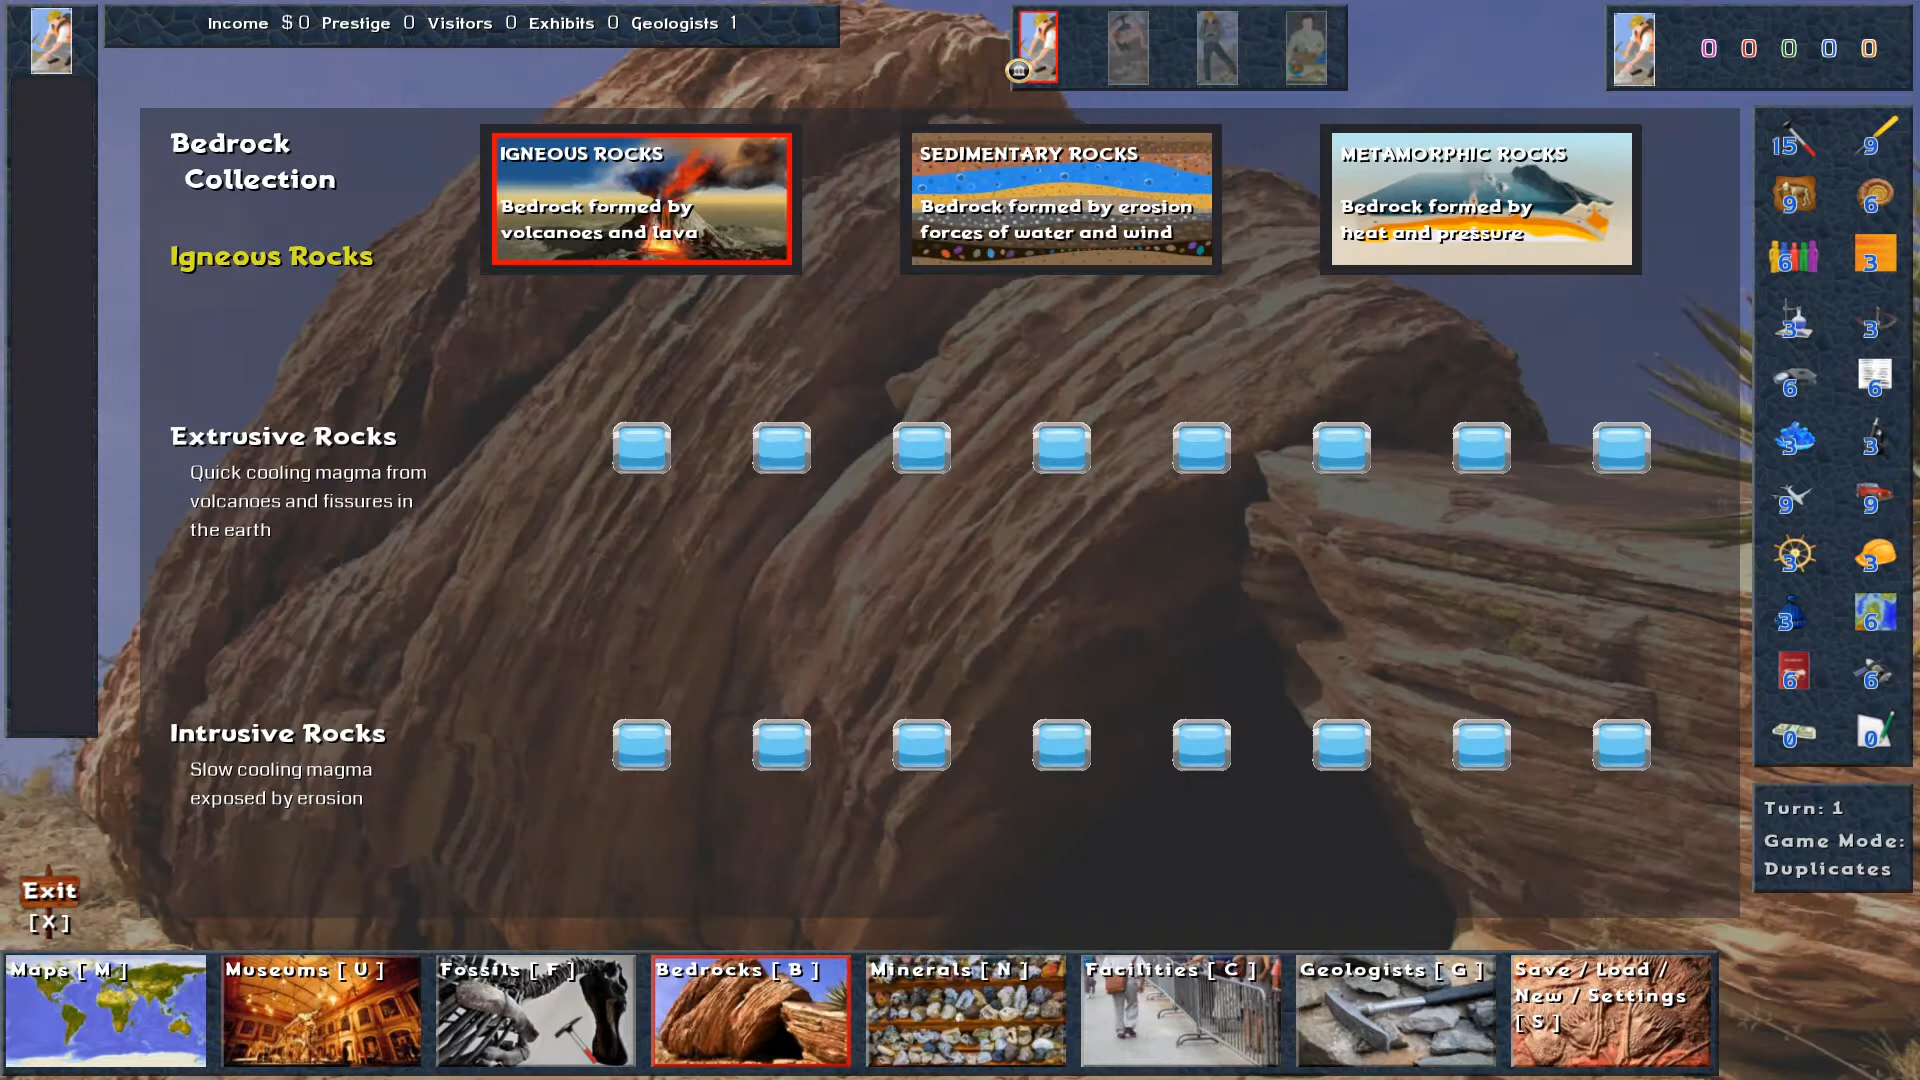 Income $ 0 Prestige 0 Visitors 0 Exhibits 0 Geologists 1
0 0 0 0 0
Bedrock
Collection
Igneous Rocks
IGNEOUS ROCKS
Bedrock formed by
volcanoes and lava
SEDIMENTARY ROCKS
Bedrock formed by erosion
forces of water and wind
METAMORPHIC ROCKS
Bedrock formed by
heat and pressure
Extrusive Rocks
Quick cooling magma from
volcanoes and fissures in
the earth
Intrusive Rocks
Slow cooling magma
exposed by erosion
15 9
9 6
6 3
3 3
6 6
3 3
9 9
3 3
3 6
6 6
0 0
Turn: 1
Game Mode:
Duplicates
Exit
[ X ]
Maps [ M ]
Museums [ U ]
Fossils [ F ]
Bedrocks [ B ]
Minerals [ N ]
Facilities [ C ]
Geologists [ G ]
Save / Load /
New / Settings
[ S ]